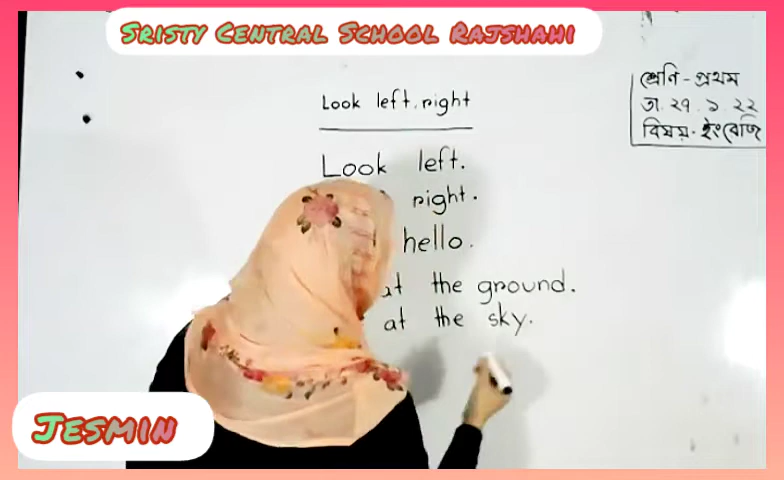 Sristy Central School Rajshahi
Look left, right
শ্রেণি - প্রথম
তা. ২৭. ১. ২২
বিষয় - ইংরেজি
Look left.
right.
hello.
at the ground.
at the sky.
Jesmin